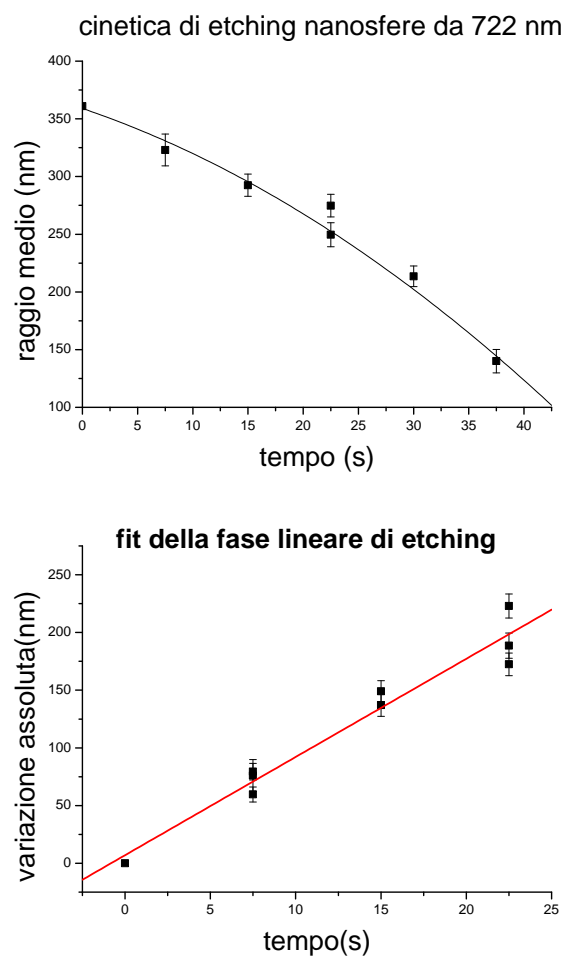 cinetica di etching nanosfere da 722 nm
400
350
300
250
200
150
100
raggio medio (nm)
0 5 10 15 20 25 30 35 40
tempo (s)
fit della fase lineare di etching
250
200
150
100
50
0
variazione assoluta(nm)
0 5 10 15 20 25
tempo(s)